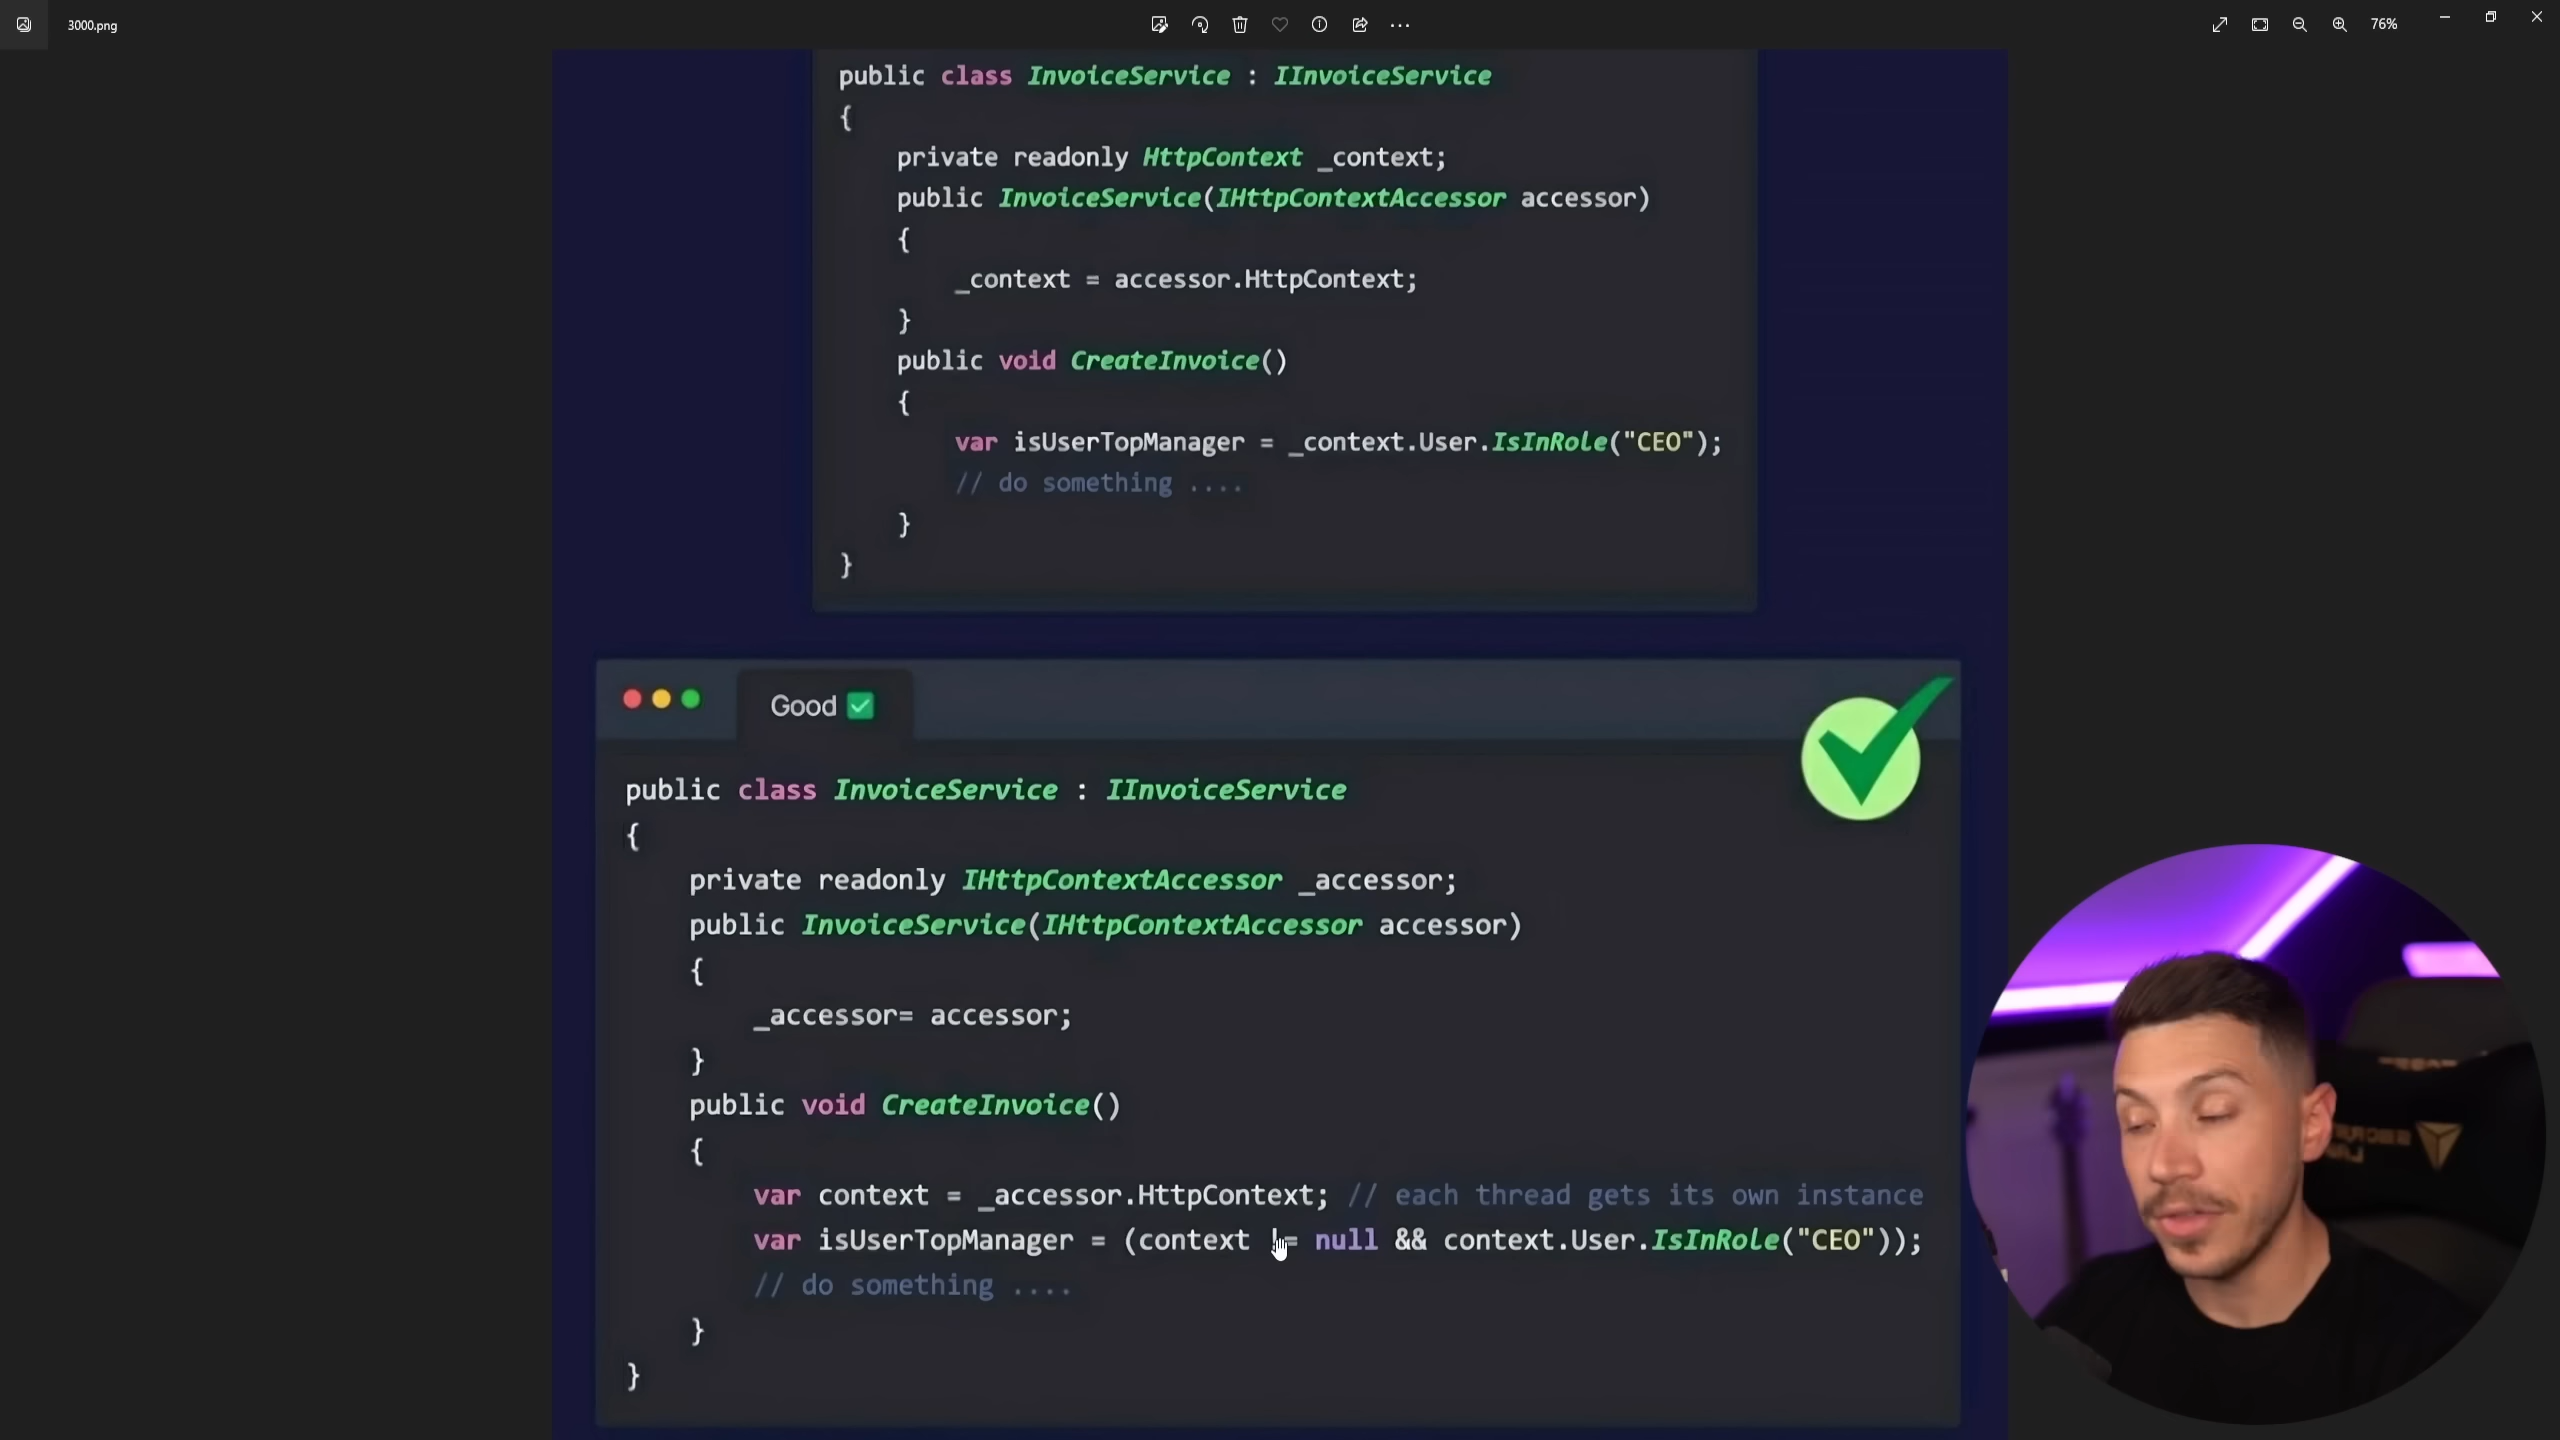 3000.png
76%
public class InvoiceService : IInvoiceService
{
private readonly HttpContext _context;
public InvoiceService(IHttpContextAccessor accessor)
{
_context = accessor.HttpContext;
}
public void CreateInvoice()
{
var isUserTopManager = _context.User.IsInRole("CEO");
// do something ....
}
}
Good
public class InvoiceService : IInvoiceService
{
private readonly IHttpContextAccessor _accessor;
public InvoiceService(IHttpContextAccessor accessor)
{
_accessor= accessor;
}
public void CreateInvoice()
{
var context = _accessor.HttpContext; // each thread gets its own instance
var isUserTopManager = (context != null && context.User.IsInRole("CEO"));
// do something ....
}
}